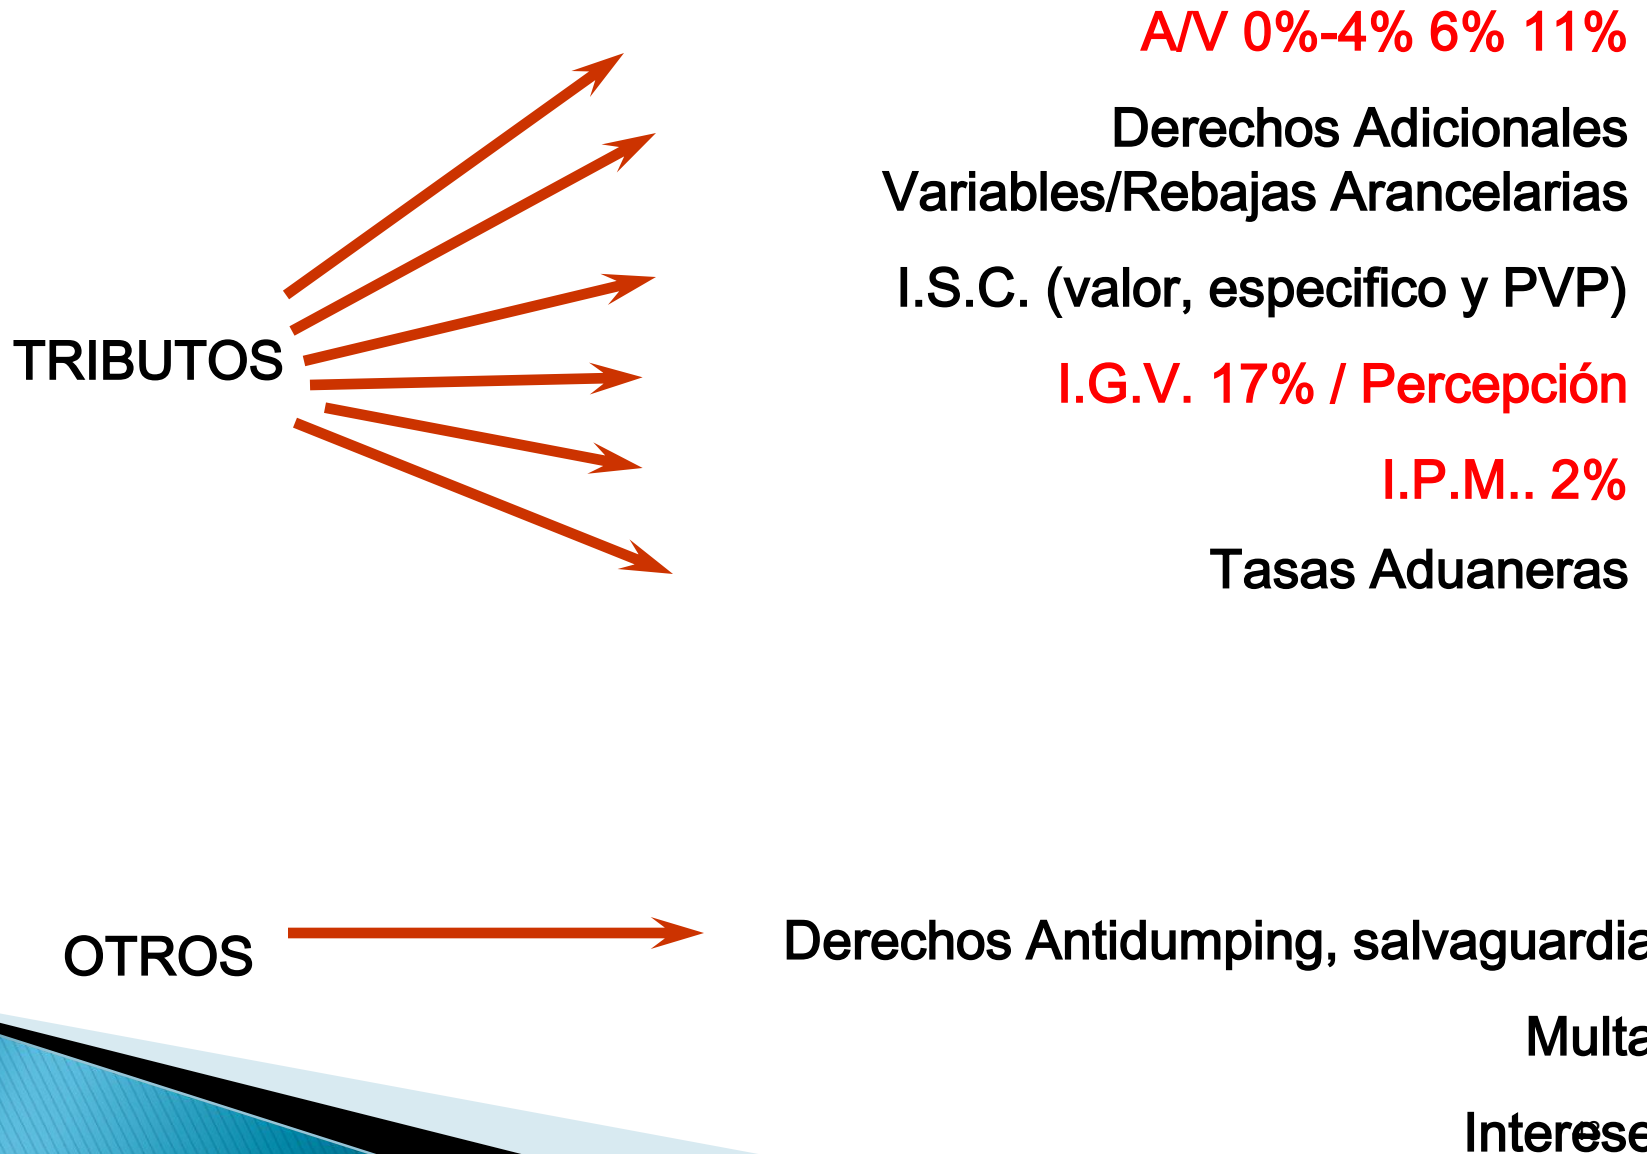 A/V 0%-4% 6% 11%
Derechos Adicionales
Variables/Rebajas Arancelarias
I.S.C. (valor, especifico y PVP)
TRIBUTOS
I.G.V. 17% / Percepción
I.P.M.. 2%
Tasas Aduaneras
OTROS
Derechos Antidumping, salvaguardia
Multa
Interese